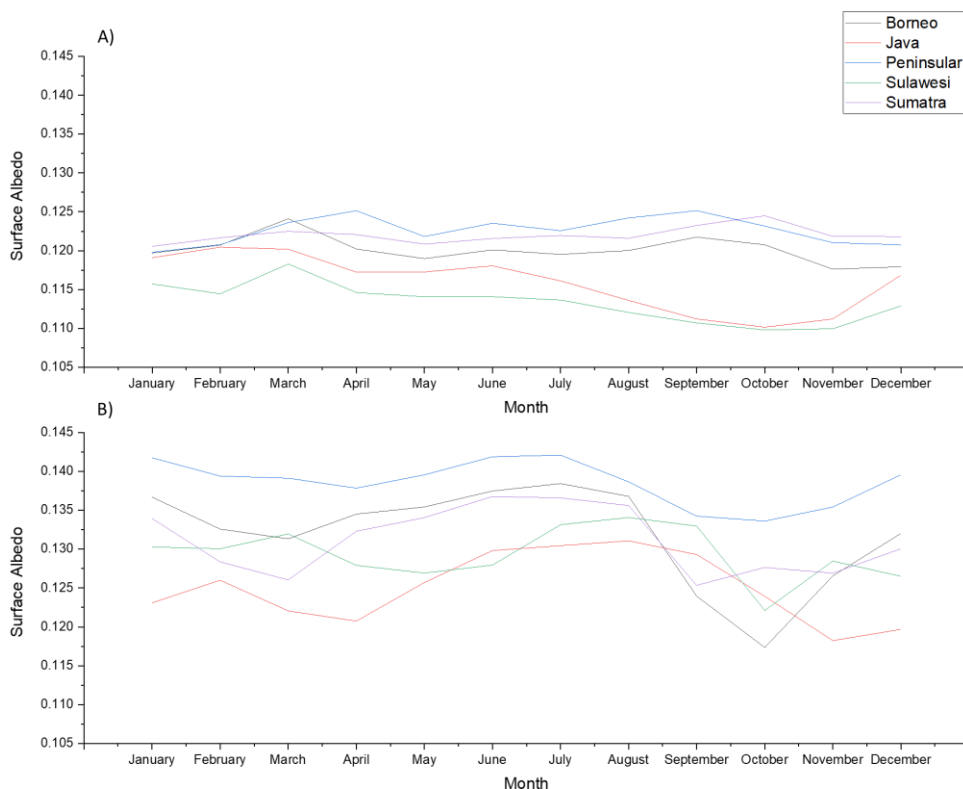 A)
Borneo
Java
Peninsular
Sulawesi
Sumatra
0.145
0.140
0.135
0.130
0.125
0.120
0.115
0.110
0.105
Surface Albedo
January February March April May June July August September October November December
Month
B)
0.145
0.140
0.135
0.130
0.125
0.120
0.115
0.110
0.105
Surface Albedo
January February March April May June July August September October November December
Month